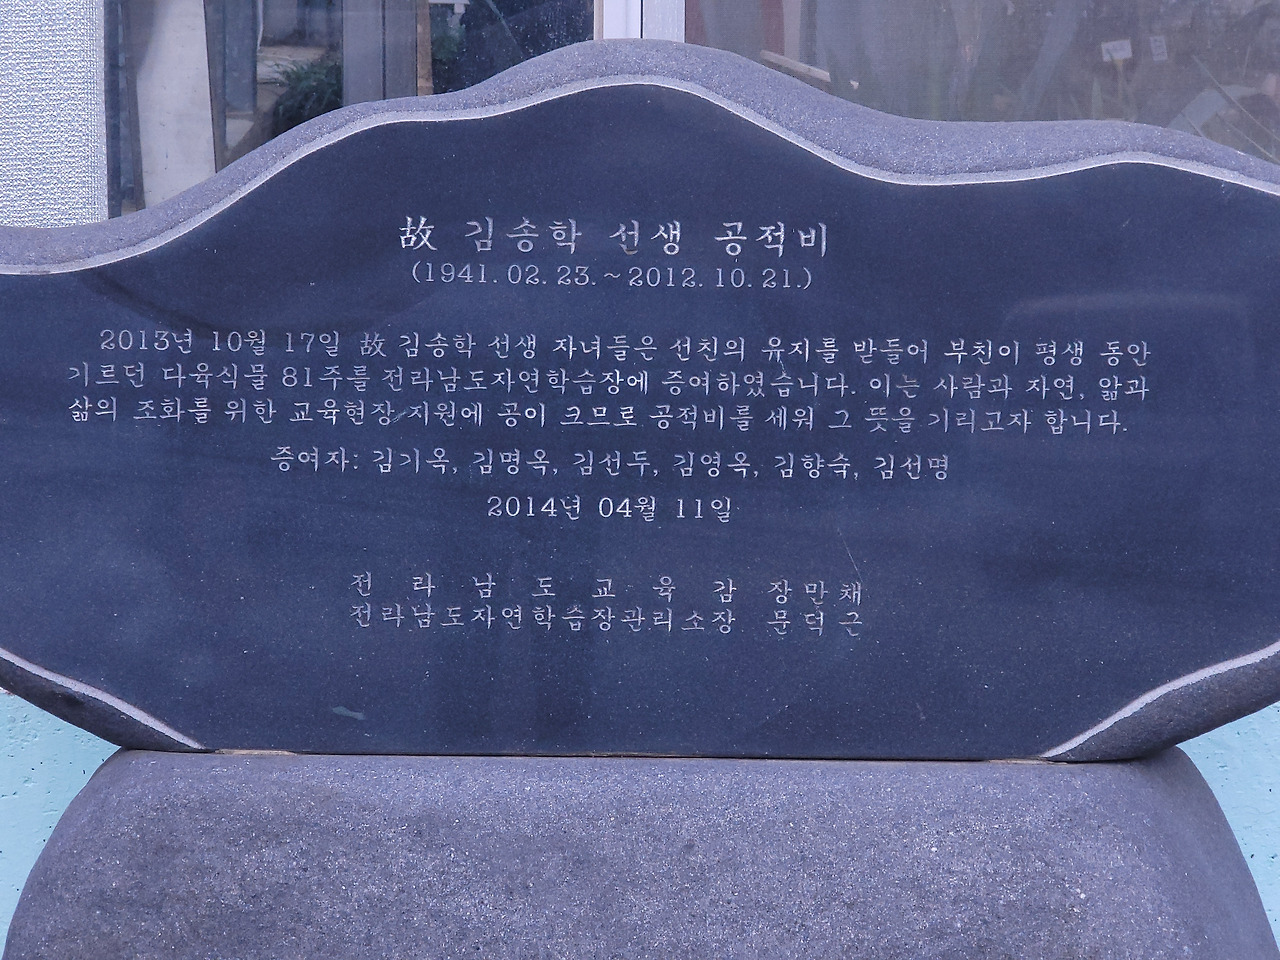 故 김송학 선생 공적비
(1941. 02. 23. ~ 2012. 10. 21.)
2013년 10월 17일 故 김송학 선생 자녀들은 선친의 유지를 받들어 부친이 평생 동안
기르던 다육식물 81주를 전라남도자연학습장에 증여하였습니다. 이는 사람과 자연, 앎과
삶의 조화를 위한 교육현장 지원에 공이 크므로 공적비를 세워 그 뜻을 기리고자 합니다.
증여자: 김기옥, 김명옥, 김선두, 김영옥, 김향숙, 김선명
2014년 04월 11일
전 라 남 도 교 육 감 장만채
전라남도자연학습장관리소장 문덕근